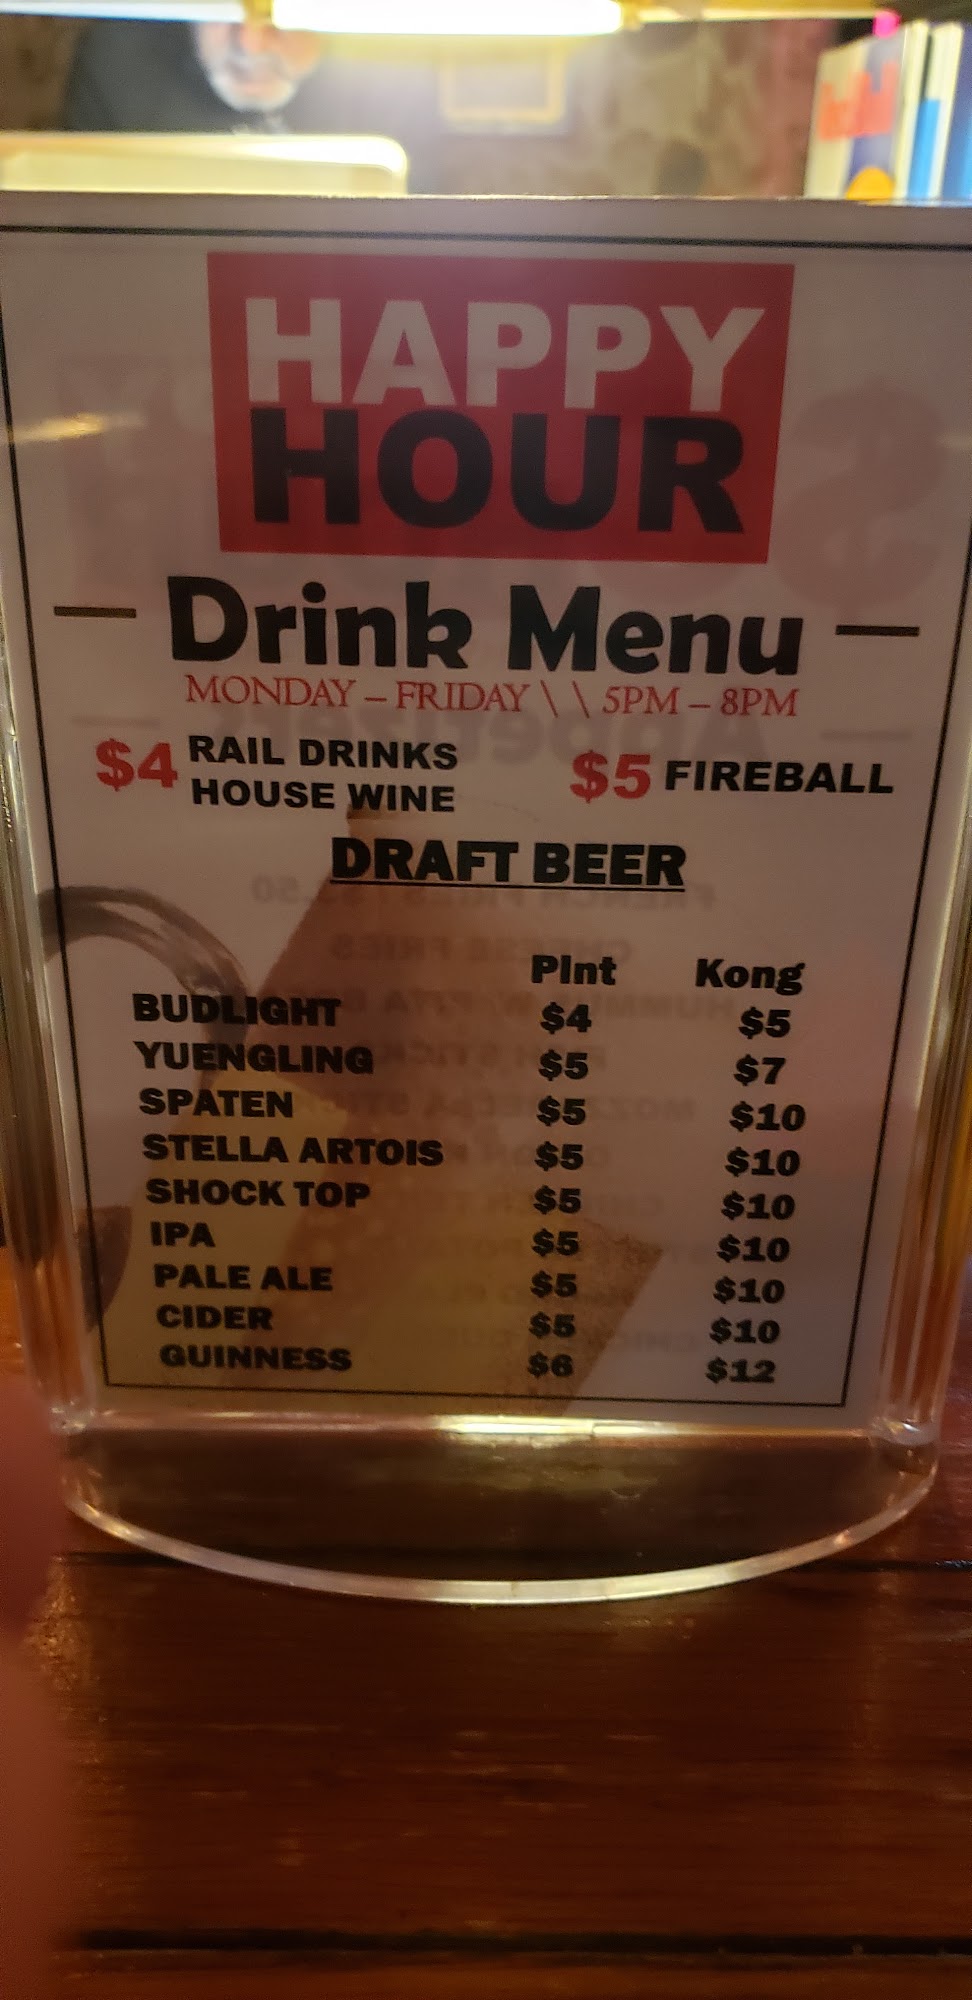 HAPPY
HOUR
Drink Menu
MONDAY – FRIDAY \ \ 5PM – 8PM
$4 RAIL DRINKS
HOUSE WINE
$5 FIREBALL
DRAFT BEER
Pint Kong
BUDLIGHT $4 $5
YUENGLING $5 $7
SPATEN $5 $10
STELLA ARTOIS $5 $10
SHOCK TOP $5 $10
IPA $5 $10
PALE ALE $5 $10
CIDER $5 $10
GUINNESS $6 $12